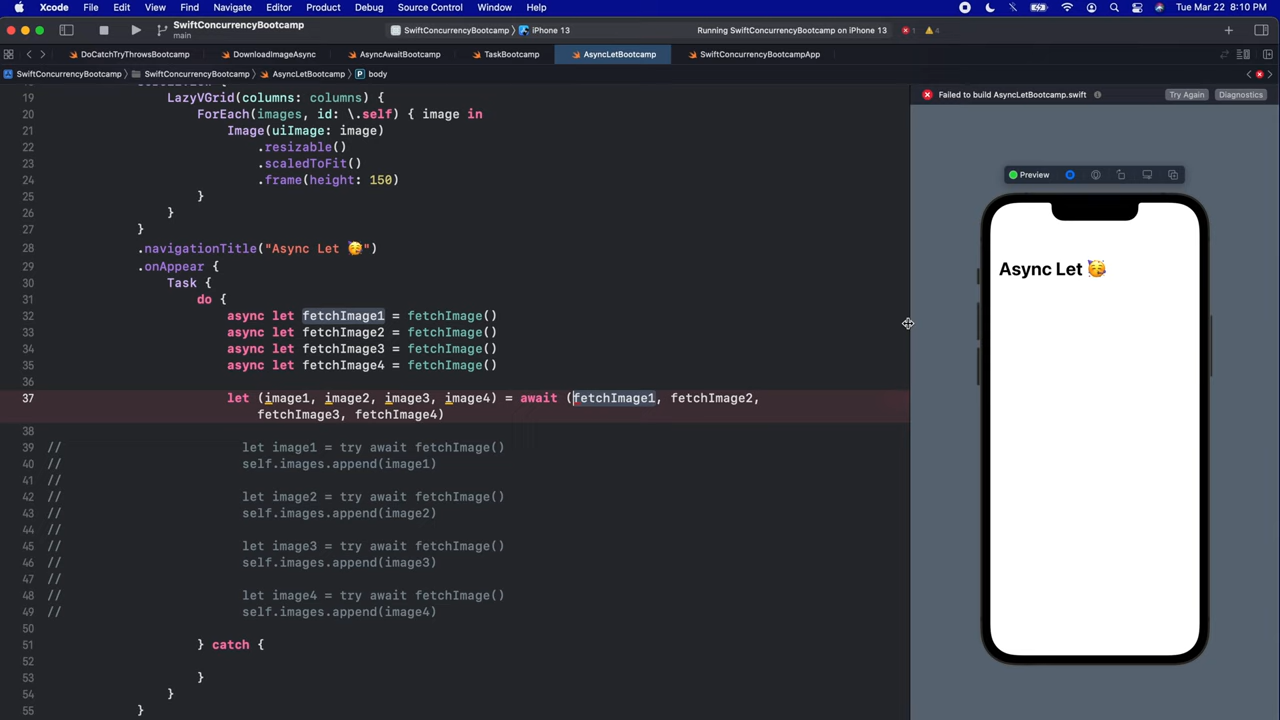 Xcode File Edit View Find Navigate Editor Product Debug Source Control Window Help Tue Mar 22 8:10 PM
SwiftConcurrencyBootcamp
main
SwiftConcurrencyBootcamp iPhone 13
Running SwiftConcurrencyBootcamp on iPhone 13 1 4
DoCatchTryThrowsBootcamp DownloadImageAsync AsyncAwaitBootcamp TaskBootcamp AsyncLetBootcamp SwiftConcurrencyBootcampApp
SwiftConcurrencyBootcamp SwiftConcurrencyBootcamp AsyncLetBootcamp P body
19 LazyVGrid(columns: columns) {
20 ForEach(images, id: \.self) { image in
21 Image(uiImage: image)
22 .resizable()
23 .scaledToFit()
24 .frame(height: 150)
25 }
26 }
27 }
28 .navigationTitle("Async Let 🥳")
29 .onAppear {
30 Task {
31 do {
32 async let fetchImage1 = fetchImage()
33 async let fetchImage2 = fetchImage()
34 async let fetchImage3 = fetchImage()
35 async let fetchImage4 = fetchImage()
36
37 let (image1, image2, image3, image4) = await (fetchImage1, fetchImage2,
fetchImage3, fetchImage4)
38
39 // let image1 = try await fetchImage()
40 // self.images.append(image1)
41 //
42 // let image2 = try await fetchImage()
43 // self.images.append(image2)
44 //
45 // let image3 = try await fetchImage()
46 // self.images.append(image3)
47 //
48 // let image4 = try await fetchImage()
49 // self.images.append(image4)
50
51 } catch {
52
53 }
54 }
55 }
Failed to build AsyncLetBootcamp.swift Try Again Diagnostics
Preview
Async Let 🥳